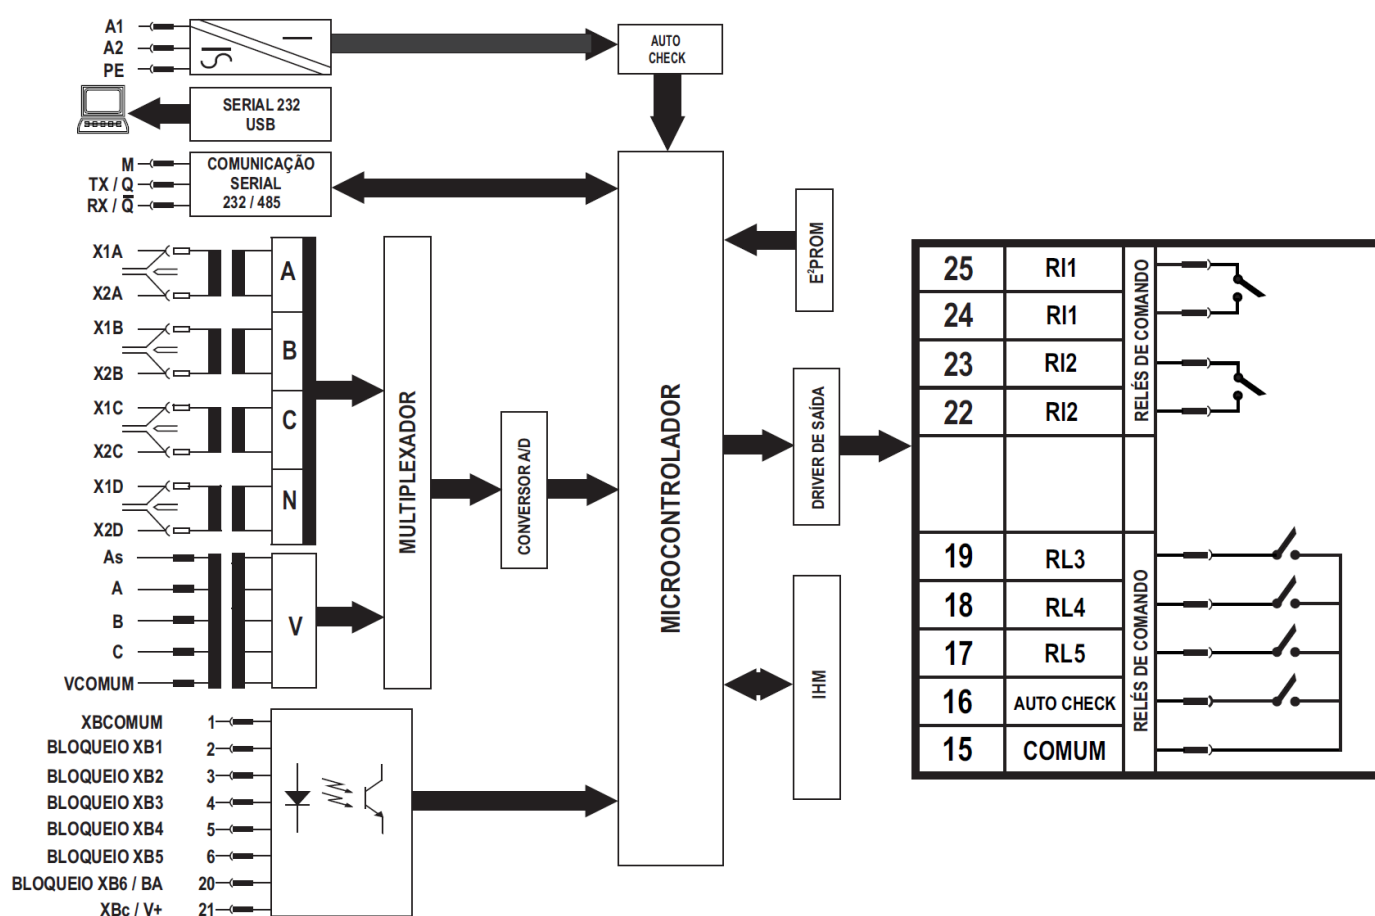 A1
A2
PE
AUTO
CHECK
SERIAL 232
USB
M
TX / Q
RX / Q̅
COMUNICAÇÃO
SERIAL
232 / 485
X1A
X2A
A
X1B
X2B
B
X1C
X2C
C
X1D
X2D
N
As
A
B
C
VCOMUM
V
MULTIPLEXADOR
CONVERSOR A/D
MICROCONTROLADOR
E²PROM
DRIVER DE SAÍDA
IHM
XBCOMUM 1
BLOQUEIO XB1 2
BLOQUEIO XB2 3
BLOQUEIO XB3 4
BLOQUEIO XB4 5
BLOQUEIO XB5 6
BLOQUEIO XB6 / BA 20
XBc / V+ 21
25 RI1
24 RI1
23 RI2
22 RI2
RELÉS DE COMANDO
19 RL3
18 RL4
17 RL5
16 AUTO CHECK
15 COMUM
RELÉS DE COMANDO